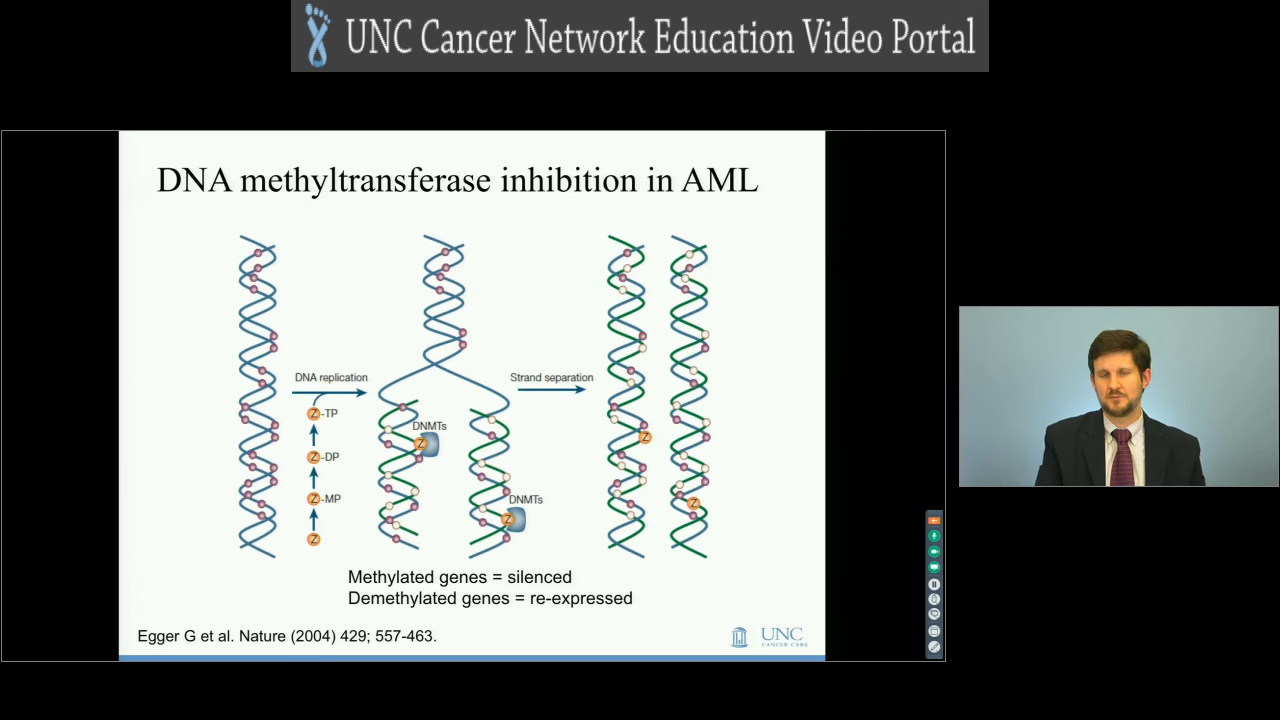 UNC Cancer Network Education Video Portal
DNA methyltransferase inhibition in AML
DNA replication
Z-TP
Z-DP
Z-MP
Z
DNMTs
Z
DNMTs
Z
Strand separation
Z
Z
Methylated genes = silenced
Demethylated genes = re-expressed
Egger G et al. Nature (2004) 429; 557-463.
UNC
CANCER CARE